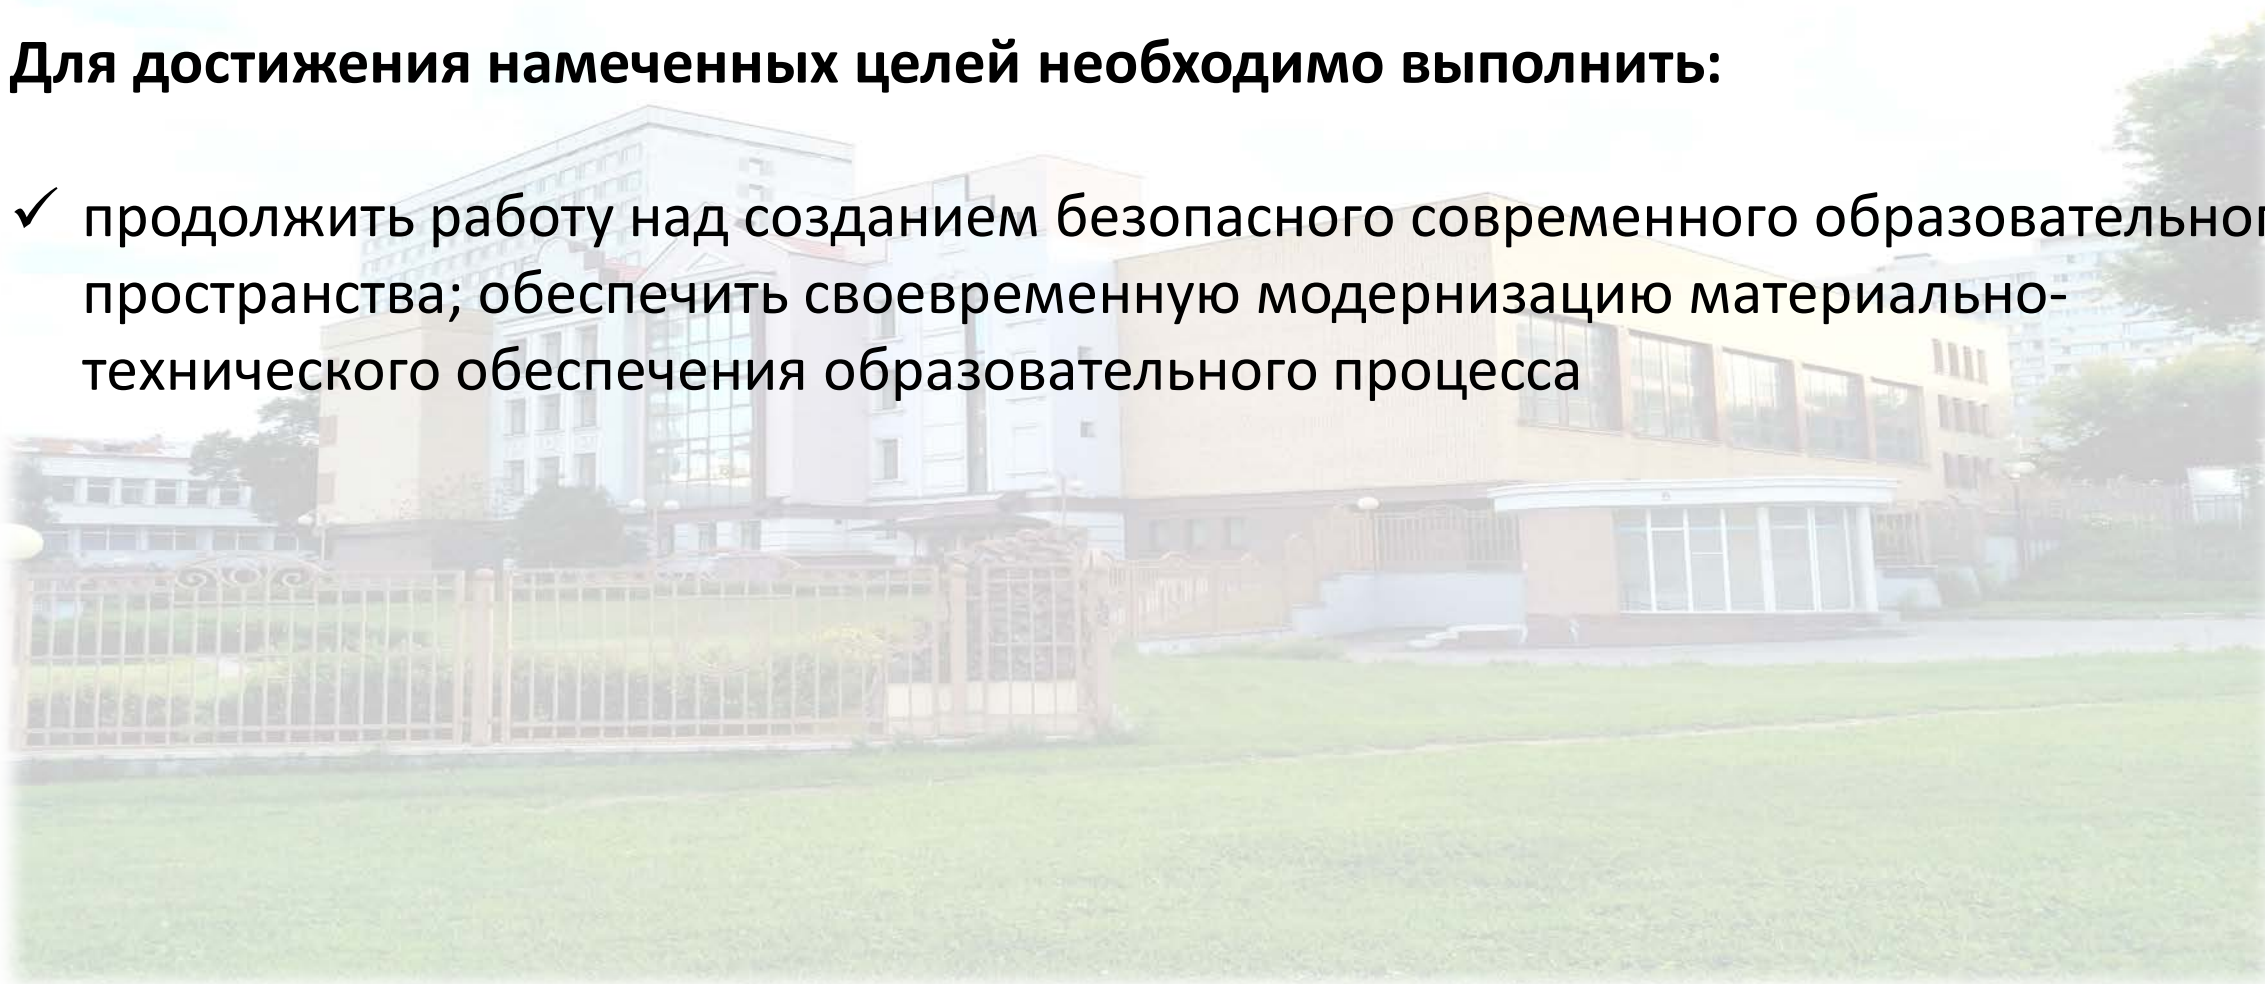 Для достижения намеченных целей необходимо выполнить:
✓ продолжить работу над созданием безопасного современного
пространства; обеспечить своевременную модернизацию материально-
технического обеспечения образовательного процесса